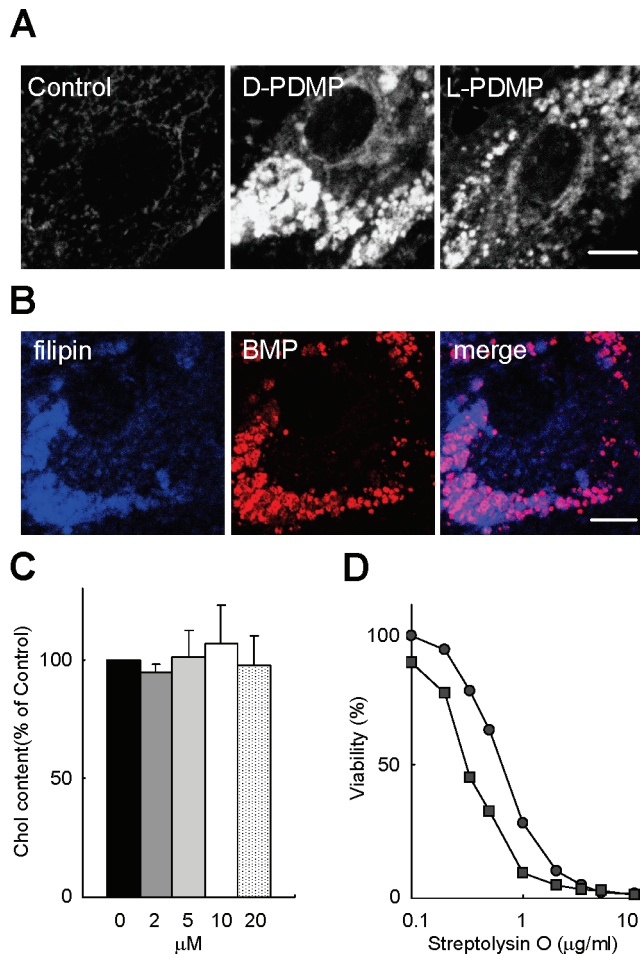 A
Control
D-PDMP
L-PDMP
B
filipin
BMP
merge
C
Chol content(% of Control)
100
50
0
0 2 5 10 20
μM
D
Viability (%)
100
50
0
0.1 1 10
Streptolysin O (μg/ml)